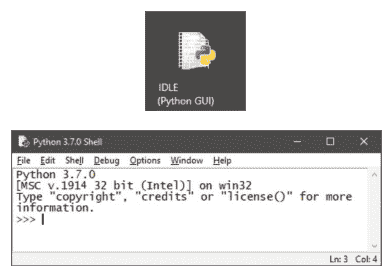 IDLE
(Python GUI)
Python 3.7.0 Shell
File Edit Shell Debug Options Window Help
Python 3.7.0
[MSC v.1914 32 bit (Intel)] on win32
Type "copyright", "credits" or "license()" for more
information.
>>>
Ln: 3 Col: 4